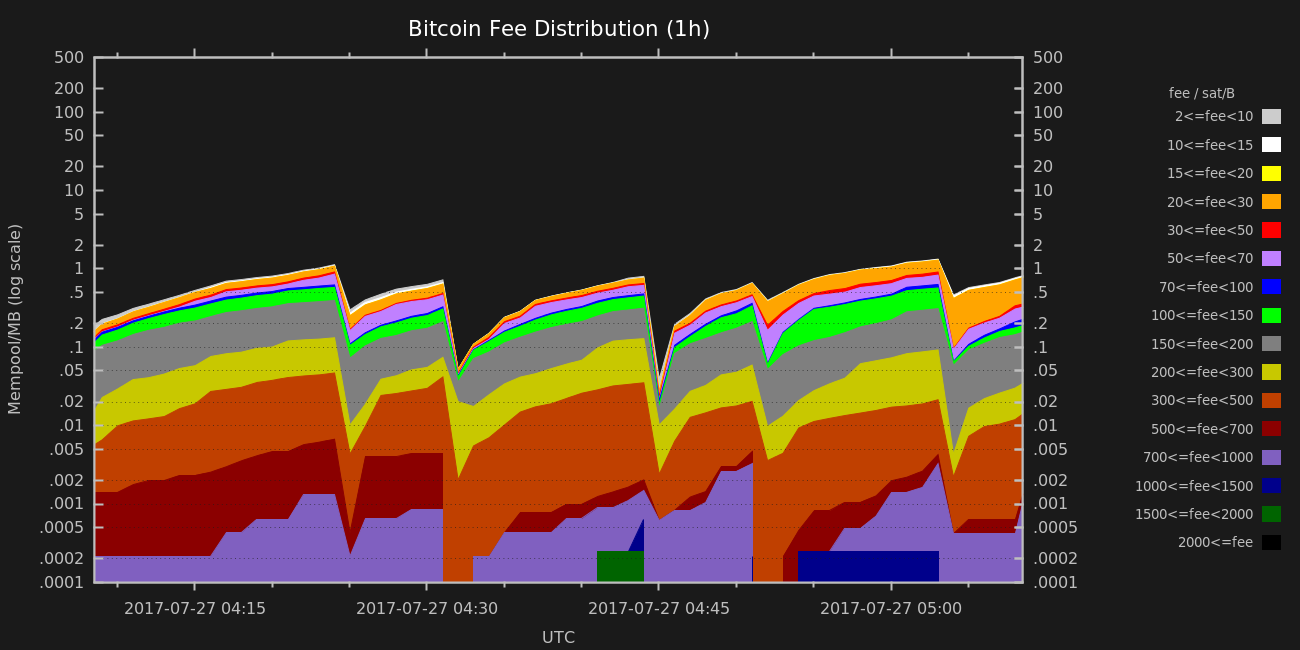 Bitcoin Fee Distribution (1h)
500
200
100
50
20
10
5
2
1
.5
.2
.1
.05
.02
.01
.005
.002
.001
.0005
.0002
.0001
Mempool/MB (log scale)
500
200
100
50
20
10
5
2
1
.5
.2
.1
.05
.02
.01
.005
.002
.001
.0005
.0002
.0001
fee / sat/B
2<=fee<10
10<=fee<15
15<=fee<20
20<=fee<30
30<=fee<50
50<=fee<70
70<=fee<100
100<=fee<150
150<=fee<200
200<=fee<300
300<=fee<500
500<=fee<700
700<=fee<1000
1000<=fee<1500
1500<=fee<2000
2000<=fee
2017-07-27 04:15 2017-07-27 04:30 2017-07-27 04:45 2017-07-27 05:00
UTC